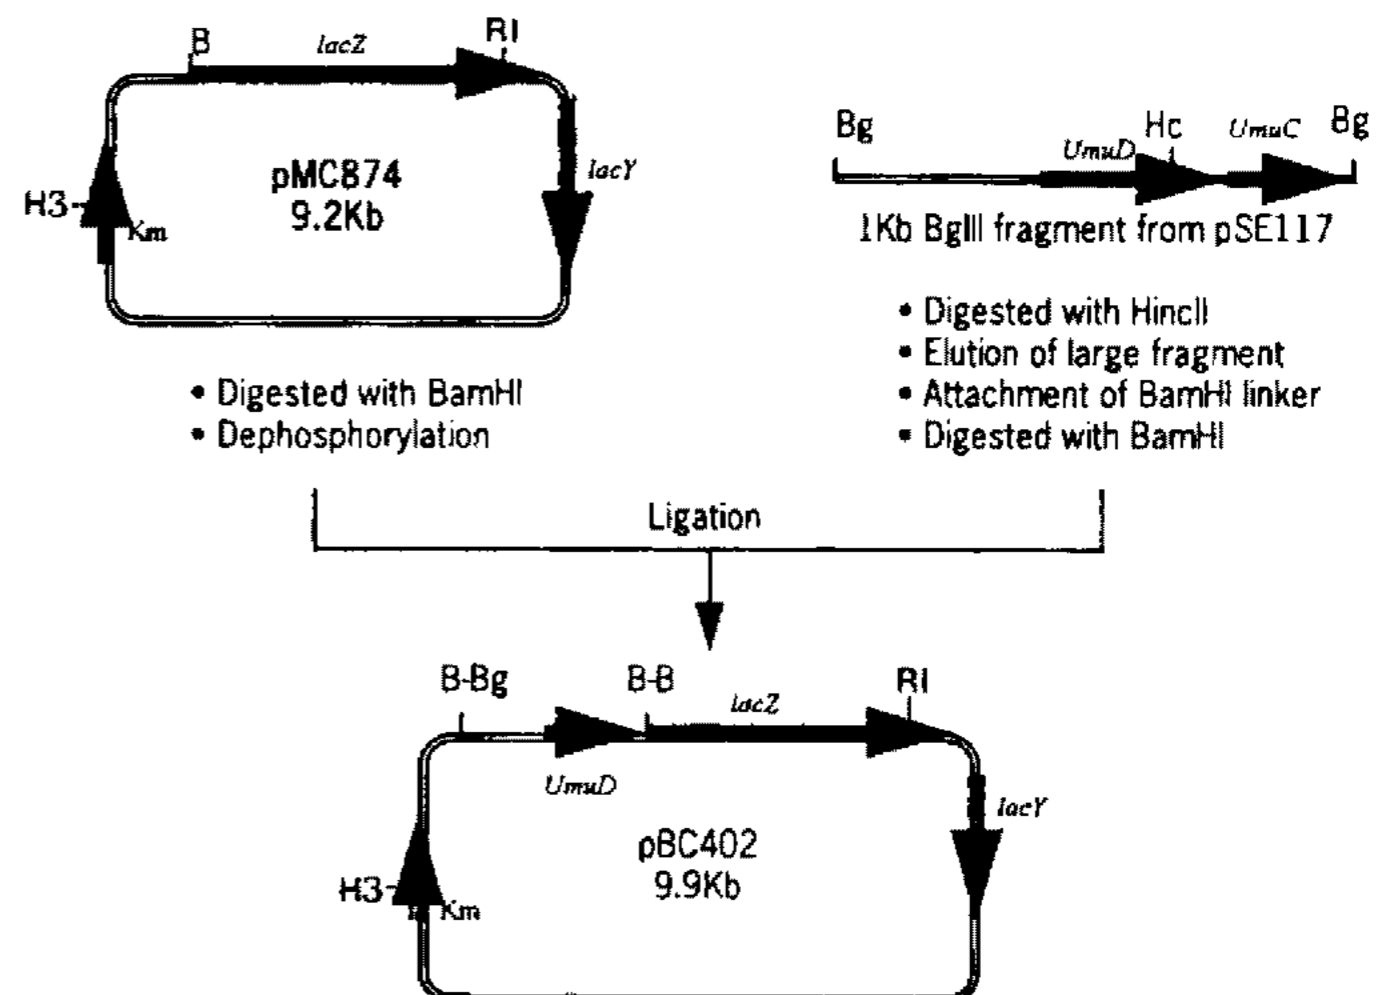 B
lacZ
RI
pMC874
9.2Kb
lacY
H3
Km
Bg
UmuD
Hc
UmuC
Bg
1Kb BglII fragment from pSE117
• Digested with HincII
• Elution of large fragment
• Attachment of BamHI linker
• Digested with BamHI
• Digested with BamHI
• Dephosphorylation
Ligation
B-Bg
B-B
lacZ
RI
UmuD
lacY
pBC402
9.9Kb
H3
Km